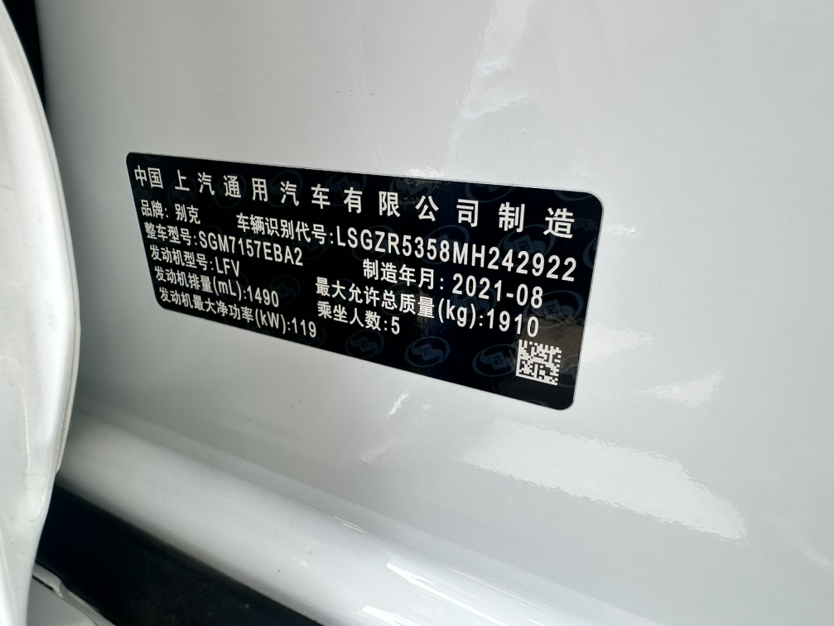 中国 上汽通用汽车有限公司制造
品牌: 别克 车辆识别代号:LSGZR5358MH242922
整车型号:SGM7157EBA2 制造年月: 2021-08
发动机型号:LFV 最大允许总质量(kg):1910
发动机排量(mL):1490 乘坐人数:5
发动机最大净功率(kW):119